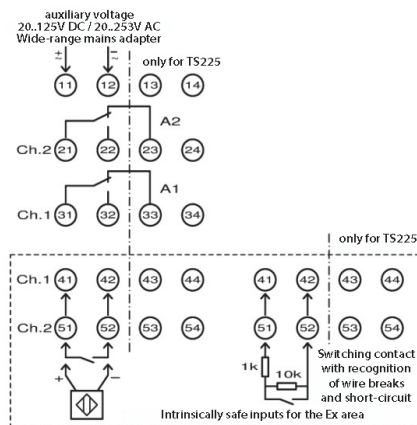 auxiliary voltage
20..125V DC / 20..253V AC
Wide-range mains adapter
only for TS225
11 12 13 14
A2
Ch.2 21 22 23 24
A1
Ch.1 31 32 33 34
only for TS225
Ch.1 41 42 43 44 41 42 43 44
Ch.2 51 52 53 54 51 52 53 54
+ −
1k 10k
Switching contact
with recognition
of wire breaks
and short-circuit
Intrinsically safe inputs for the Ex area